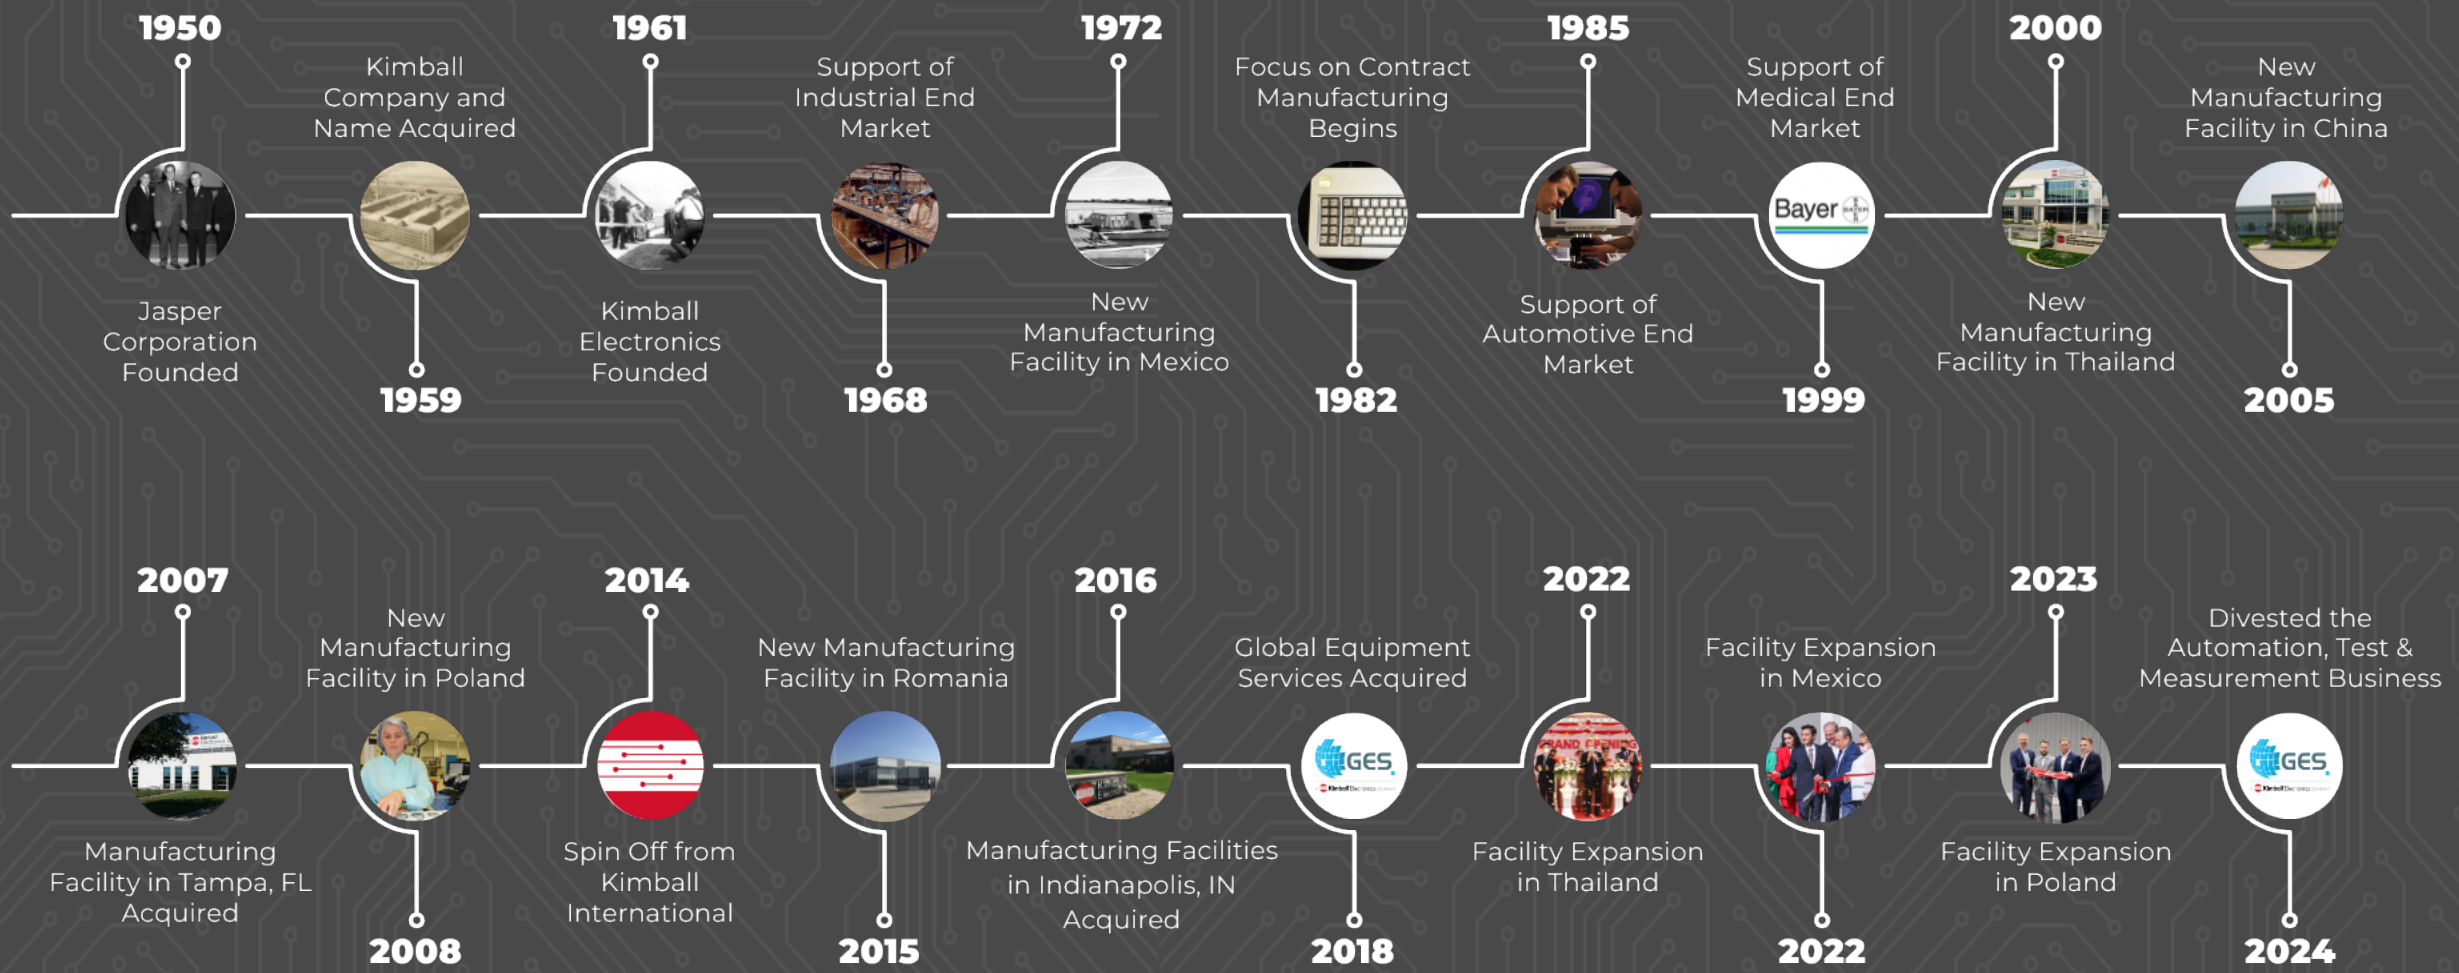 1950
Jasper
Corporation
Founded
Kimball
Company and
Name Acquired
1959
1961
Kimball
Electronics
Founded
Support of
Industrial End
Market
1968
1972
New
Manufacturing
Facility in Mexico
Focus on Contract
Manufacturing
Begins
1982
1985
Support of
Automotive End
Market
Support of
Medical End
Market
Bayer
1999
2000
New
Manufacturing
Facility in Thailand
New
Manufacturing
Facility in China
2005
2007
Manufacturing
Facility in Tampa, FL
Acquired
New
Manufacturing
Facility in Poland
2008
2014
Spin Off from
Kimball
International
New Manufacturing
Facility in Romania
2015
2016
Manufacturing Facilities
in Indianapolis, IN
Acquired
Global Equipment
Services Acquired
GES
Kimball Electronics
2018
2022
GRAND OPENING
Facility Expansion
in Thailand
Facility Expansion
in Mexico
2022
2023
Facility Expansion
in Poland
Divested the
Automation, Test &
Measurement Business
GES
Kimball Electronics
2024